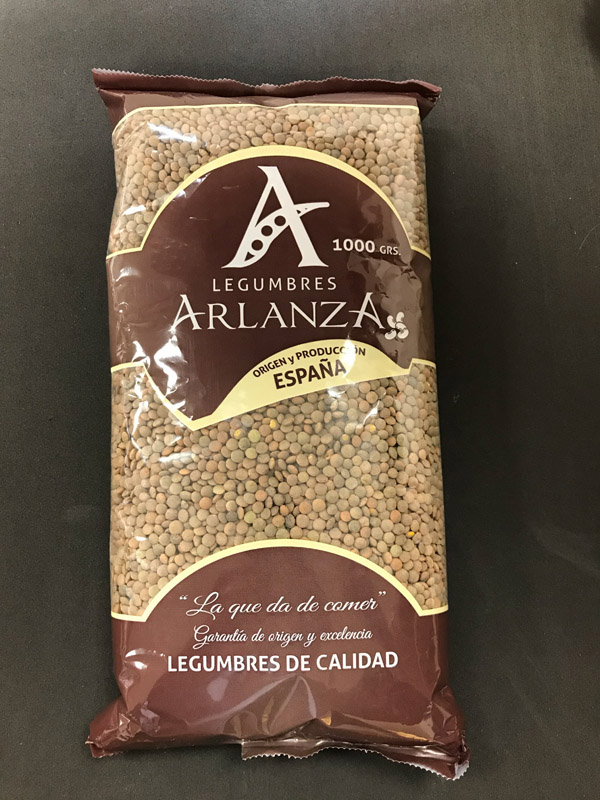 1000 GRS.
LEGUMBRES
ARLANZA
ORIGEN y PRODUCCIÓN
ESPAÑA
"La que da de comer"
Garantía de origen y excelencia
LEGUMBRES DE CALIDAD